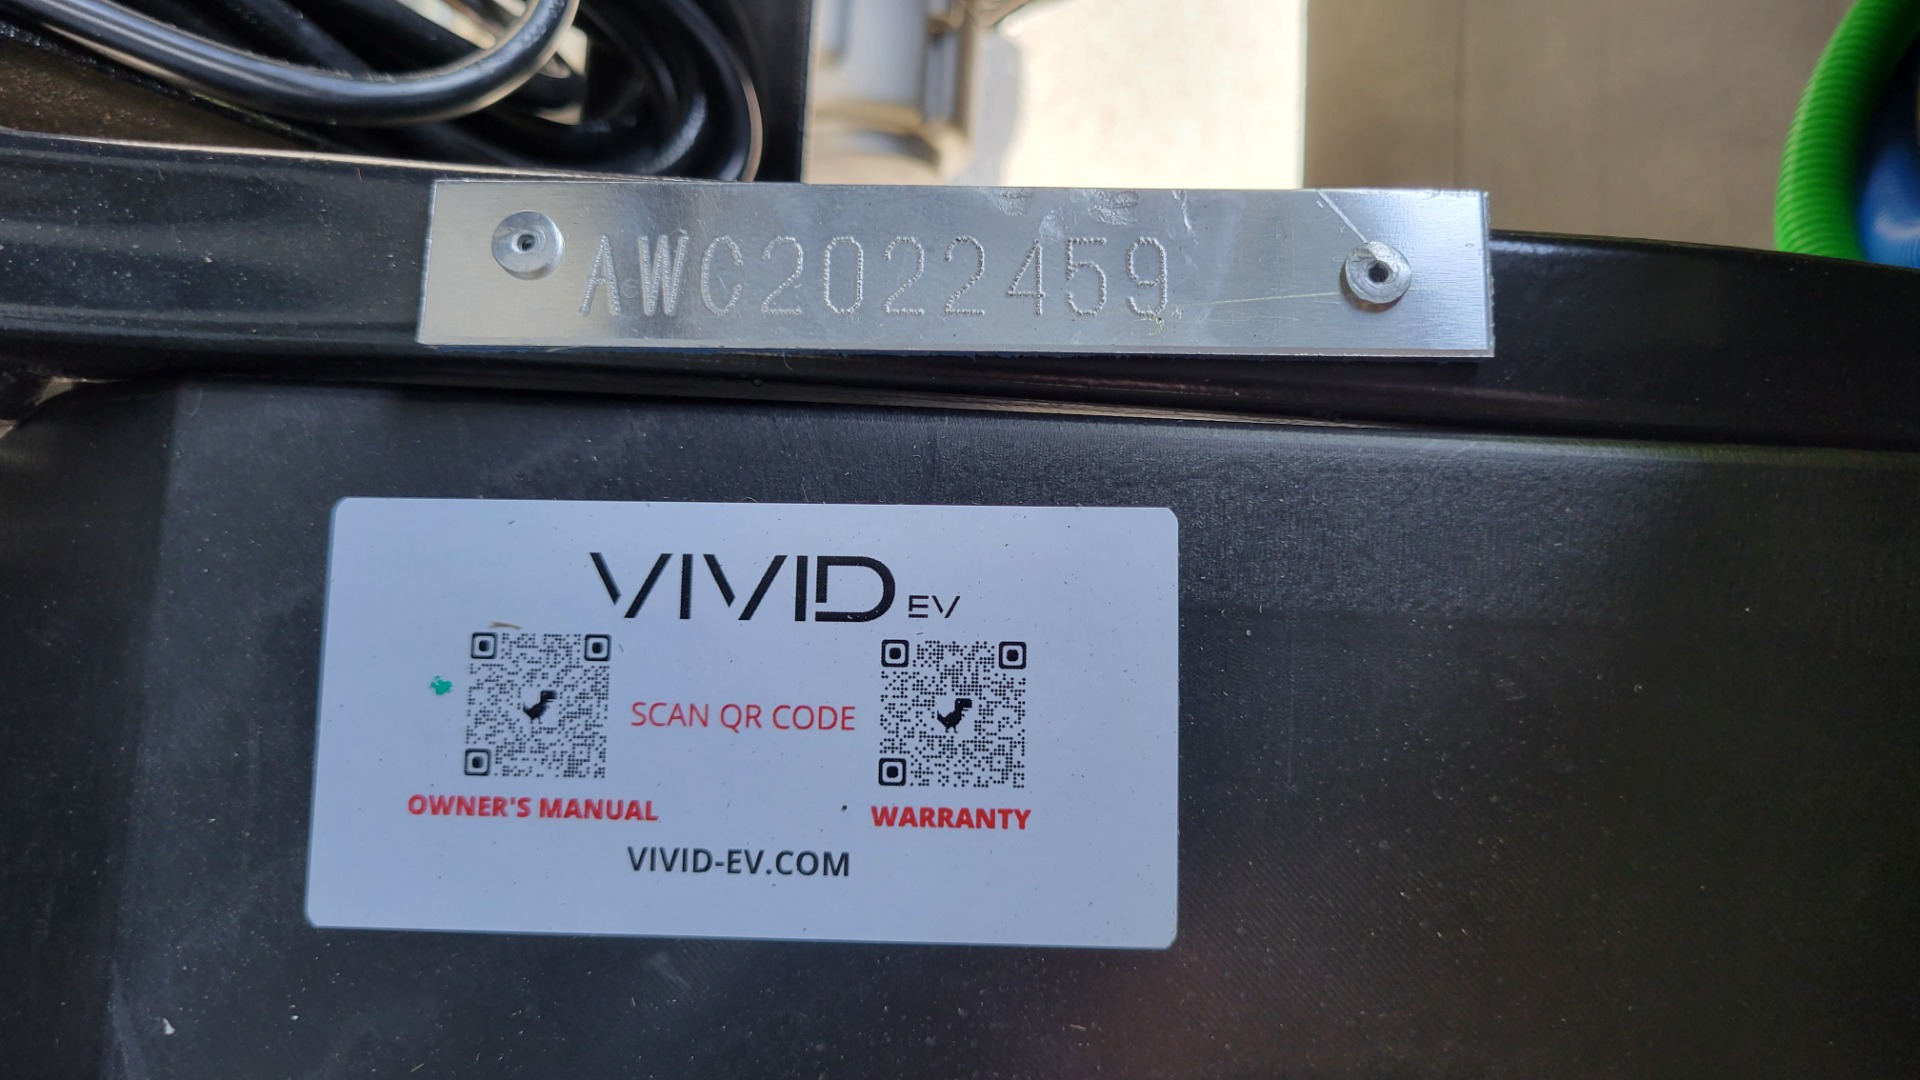 AWC2022459
VIVID EV
SCAN QR CODE
OWNER'S MANUAL
WARRANTY
VIVID-EV.COM